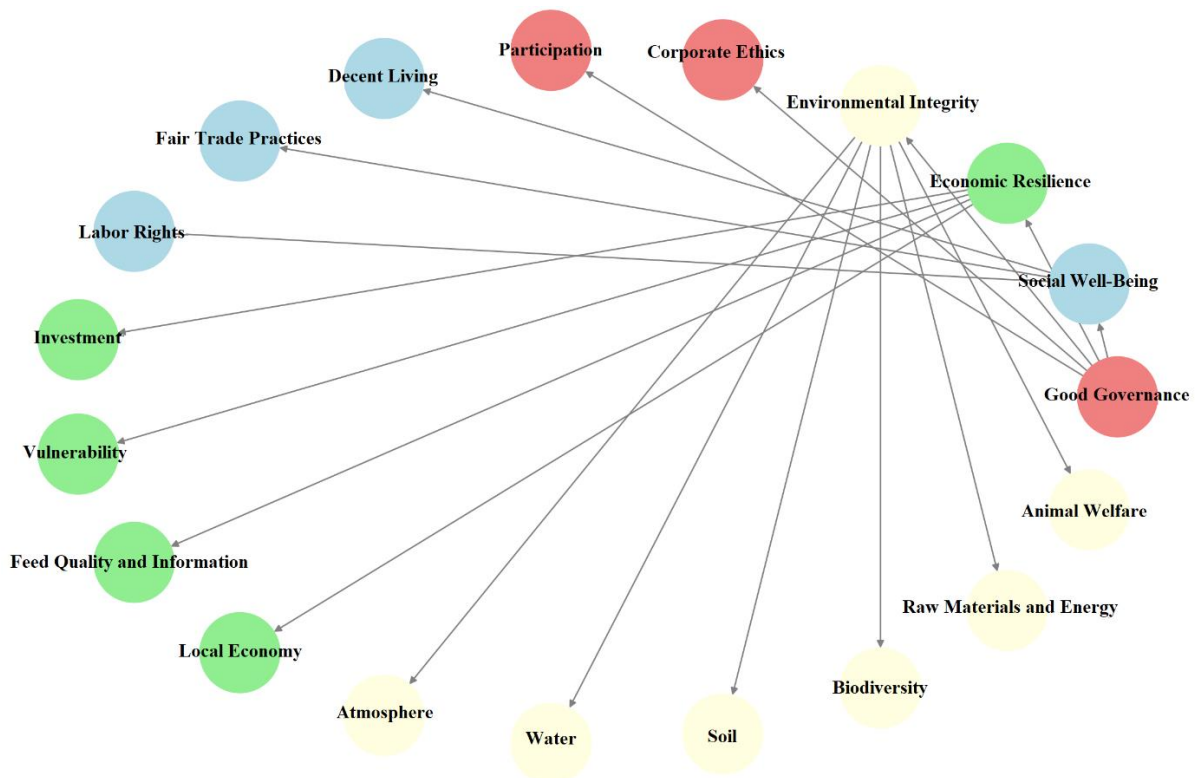 Participation
Corporate Ethics
Decent Living
Environmental Integrity
Fair Trade Practices
Economic Resilience
Labor Rights
Social Well-Being
Investment
Good Governance
Vulnerability
Animal Welfare
Feed Quality and Information
Raw Materials and Energy
Local Economy
Biodiversity
Atmosphere
Water
Soil